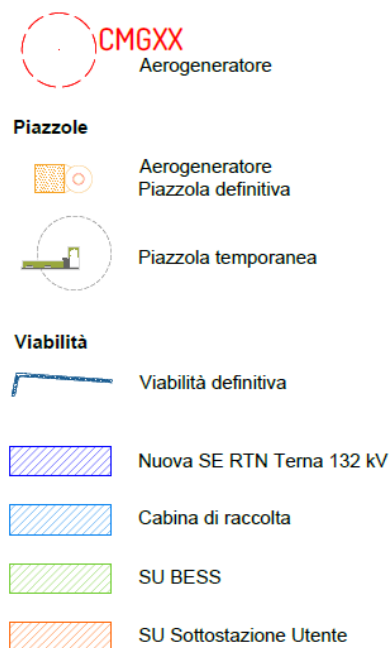 CMGXX
Aerogeneratore
Piazzole
Aerogeneratore
Piazzola definitiva
Piazzola temporanea
Viabilità
Viabilità definitiva
Nuova SE RTN Terna 132 kV
Cabina di raccolta
SU BESS
SU Sottostazione Utente